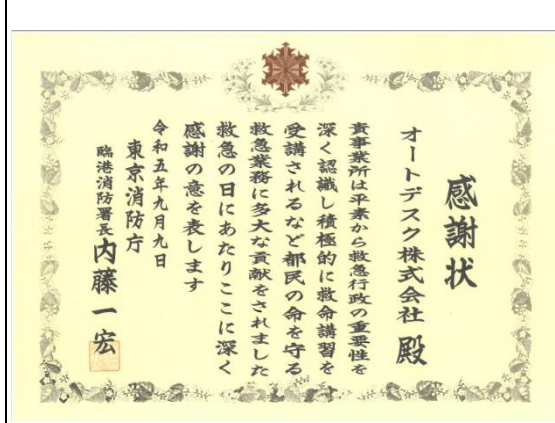 感謝状
オートデスク株式会社 殿
貴事業所は平素から救急行政の重要性を
深く認識し積極的に救命講習を
受講されるなど都民の命を守る
救急業務に多大な貢献をされました
救急の日にあたりここに深く
感謝の意を表します
令和五年九月九日
東京消防庁
臨港消防署長 内藤一宏